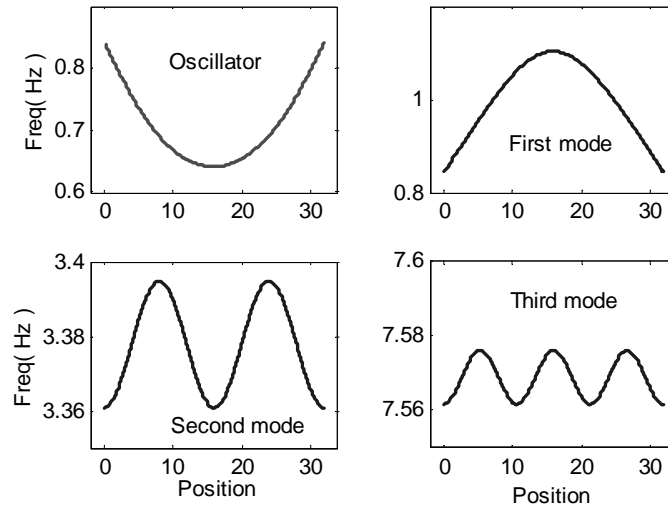 Freq( Hz )
0.8
0.7
0.6
Oscillator
0 10 20 30
1
0.8
First mode
0 10 20 30
Freq( Hz )
3.4
3.38
3.36
Second mode
0 10 20 30
Position
7.6
7.58
7.56
Third mode
0 10 20 30
Position